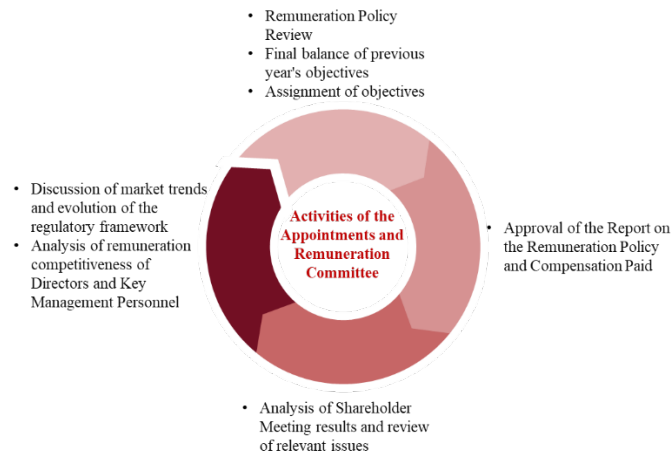 • Remuneration Policy
Review
• Final balance of previous
year's objectives
• Assignment of objectives
• Discussion of market trends
and evolution of the
regulatory framework
• Analysis of remuneration
competitiveness of
Directors and Key
Management Personnel
Activities of the
Appointments and
Remuneration
Committee
• Approval of the Report on
the Remuneration Policy
and Compensation Paid
• Analysis of Shareholder
Meeting results and review
of relevant issues